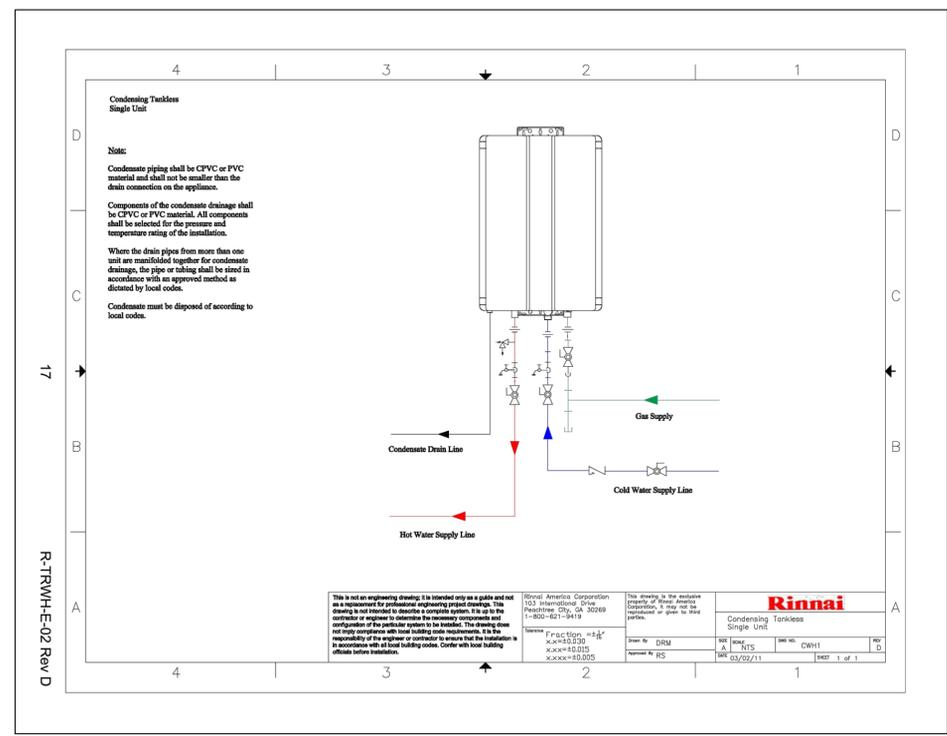 4 3 2 1
Condensing Tankless
Single Unit
D D
Note:
Condensate piping shall be CPVC or PVC
material and shall not be smaller than the
drain connection on the appliance.
Components of the condensate drainage shall
be CPVC or PVC material. All components
shall be selected for the pressure and
temperature rating of the installation.
Where the drain pipes from more than one
unit are manifolded together for condensate
drainage, the pipe or tubing shall be sized in
accordance with an approved method as
dictated by local codes.
C C
Condensate must be disposed of according to
local codes.
17
Gas Supply
B B
Condensate Drain Line
Cold Water Supply Line
Hot Water Supply Line
R-TRWH-E-02 Rev D
A A
This is not an engineering drawing; it is intended only as a guide and not
as a replacement for professional engineering project drawings. This
drawing is not intended to describe a complete system. It is up to the
contractor or engineer to determine the necessary components and
configuration of the particular system to be installed. The drawing does
not imply compliance with local building code requirements. It is the
responsibility of the engineer or contractor to ensure that the installation is
in accordance with all local building codes. Confer with local building
officials before installation.
Rinnai America Corporation
103 International Drive
Peachtree City, GA 30269
1-800-621-9419
Tolerance
Fraction =±1/16"
x.x=±0.030
x.xx=±0.015
x.xxx=±0.005
This drawing is the exclusive
property of Rinnai America
Corporation, it may not be
reproduced or given to third
parties.
Drawn By DRM
Approved By RS
Rinnai
Condensing Tankless
Single Unit
SIZE A SCALE NTS DWG NO. CWH1 REV D
DATE 03/02/11 SHEET 1 of 1
4 3 2 1